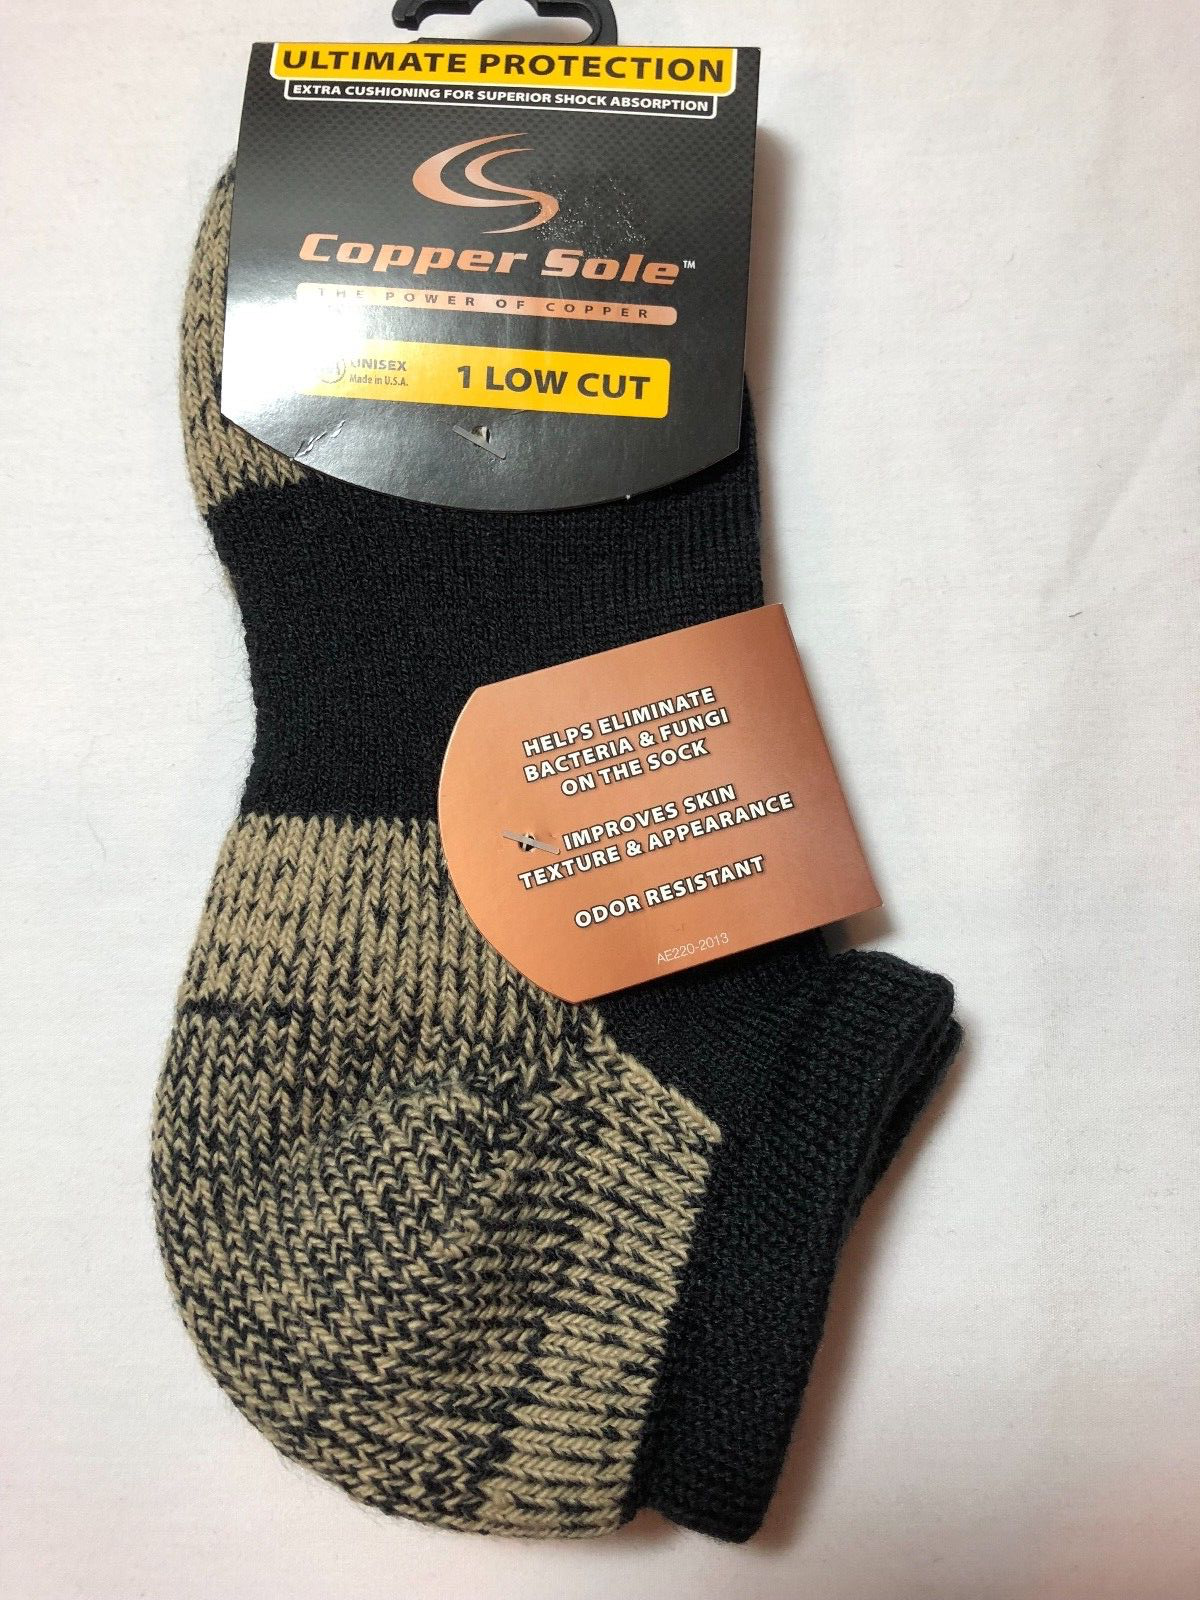 ULTIMATE PROTECTION
EXTRA CUSHIONING FOR SUPERIOR SHOCK ABSORPTION
Copper Sole™
THE POWER OF COPPER
UNISEX
Made in U.S.A.
1 LOW CUT
HELPS ELIMINATE
BACTERIA & FUNGI
ON THE SOCK
IMPROVES SKIN
TEXTURE & APPEARANCE
ODOR RESISTANT
AE220-2013